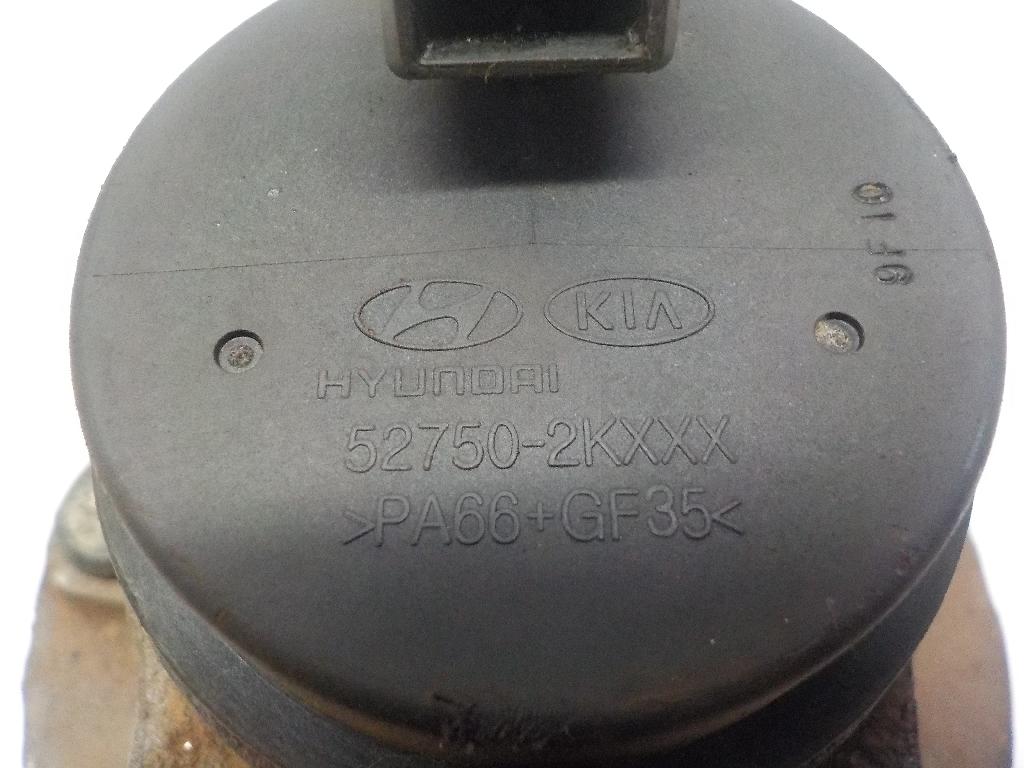 9F10
KIA
HYUNDAI
52750-2KXXX
>PA66+GF35<